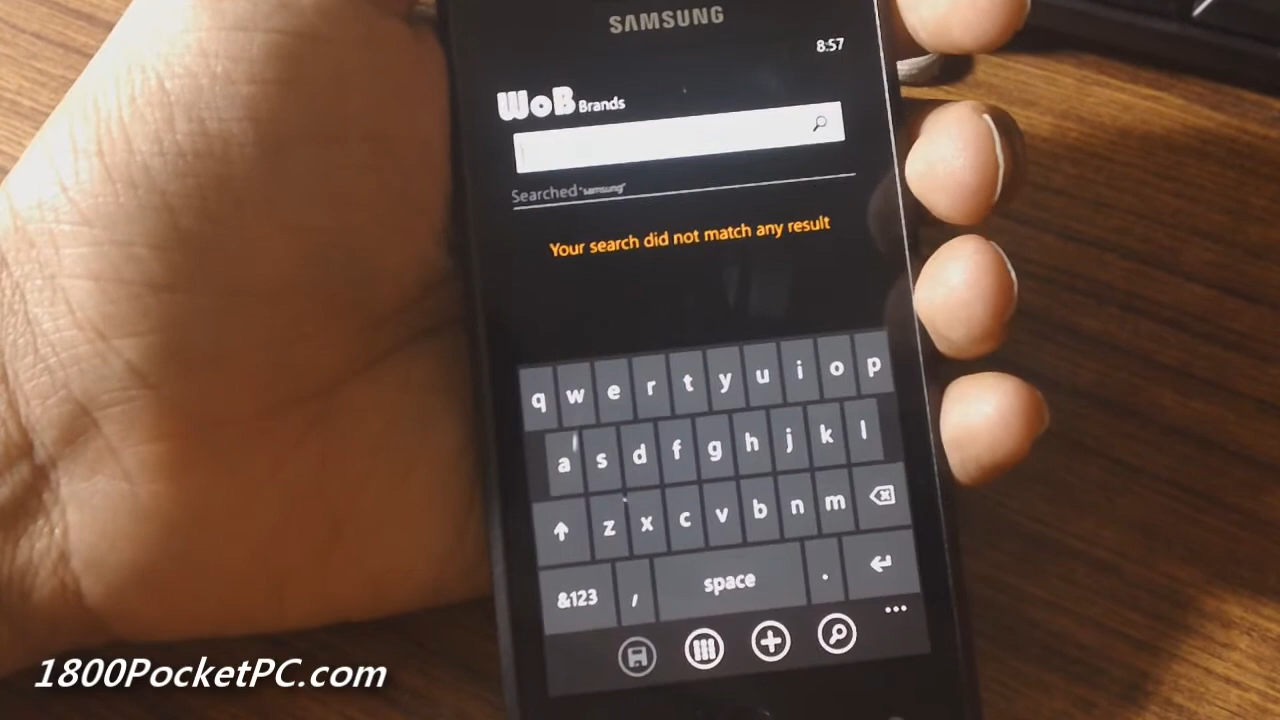 SAMSUNG
8:57
WoB Brands
Searched "samsung"
Your search did not match any result
q w e r t y u i o p
a s d f g h j k l
z x c v b n m
&123 , space .
1800PocketPC.com